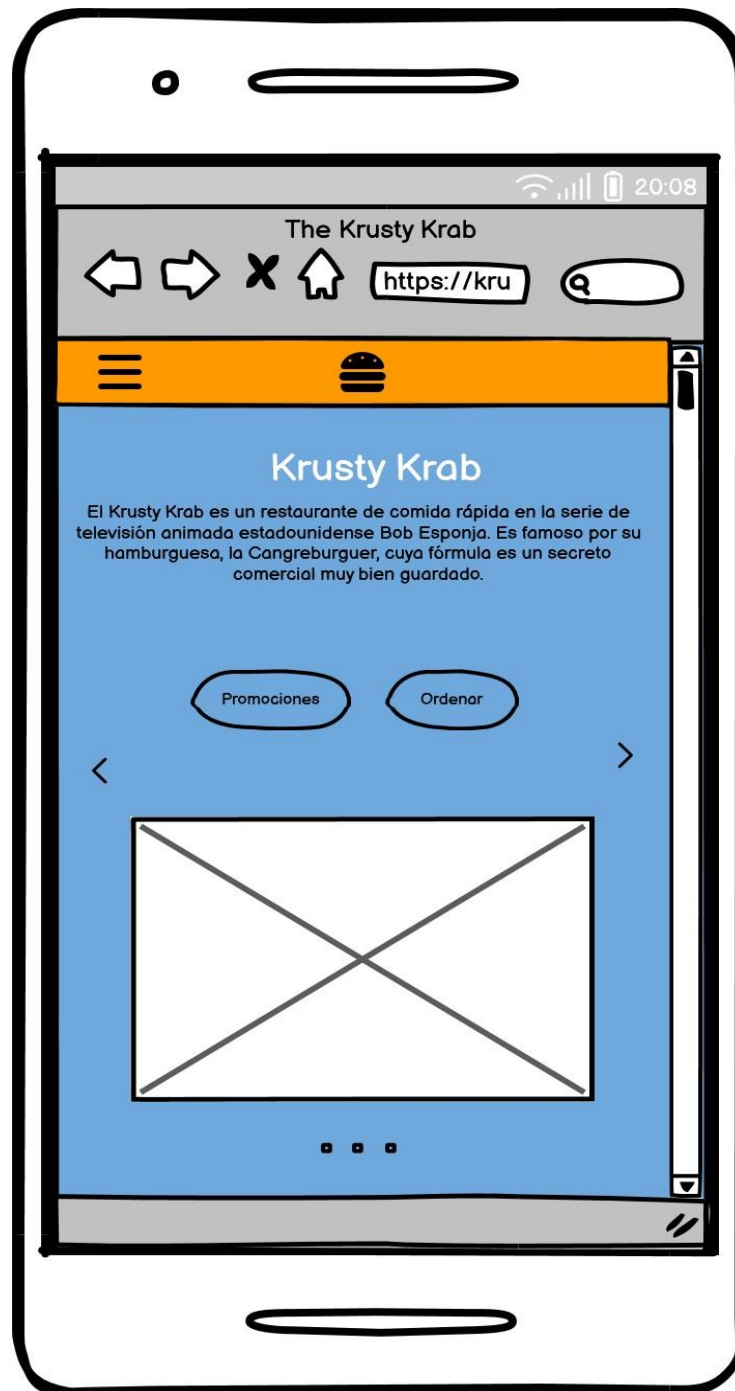 20:08
The Krusty Krab
https://kru
Krusty Krab
El Krusty Krab es un restaurante de comida rápida en la serie de
televisión animada estadounidense Bob Esponja. Es famoso por su
hamburguesa, la Cangreburguer, cuya fórmula es un secreto
comercial muy bien guardado.
Promociones
Ordenar